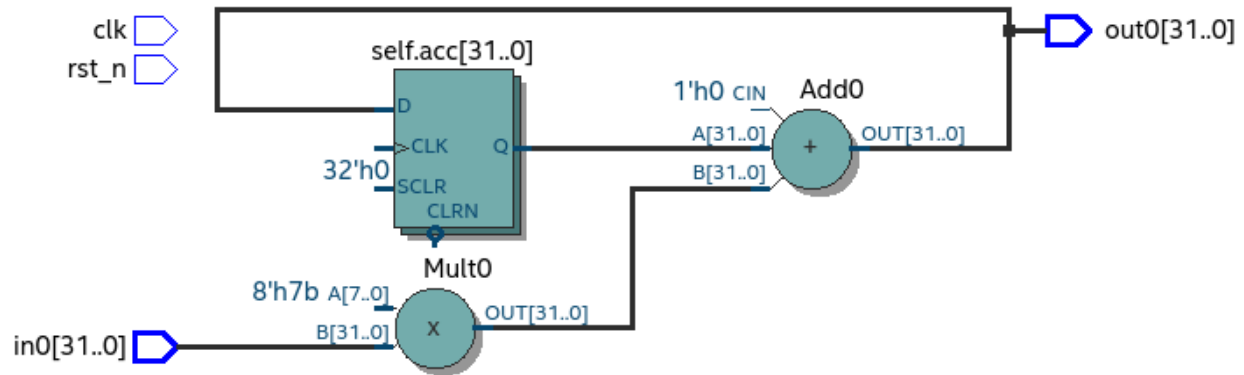 clk
rst_n
self.acc[31..0]
D
CLK
Q
32'h0
SCLR
CLRN
1'h0 CIN
Add0
A[31..0]
B[31..0]
+
OUT[31..0]
out0[31..0]
Mult0
8'h7b A[7..0]
B[31..0]
x
OUT[31..0]
in0[31..0]